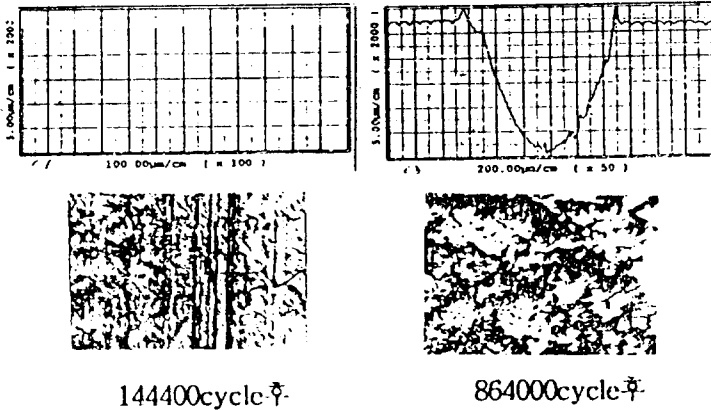 5.00µm/cm ( x 2000
100.00µm/cm ( x 100 )
5.00µm/cm ( x 2000 )
200.00µm/cm ( x 50 )
144400cycle후
864000cycle후